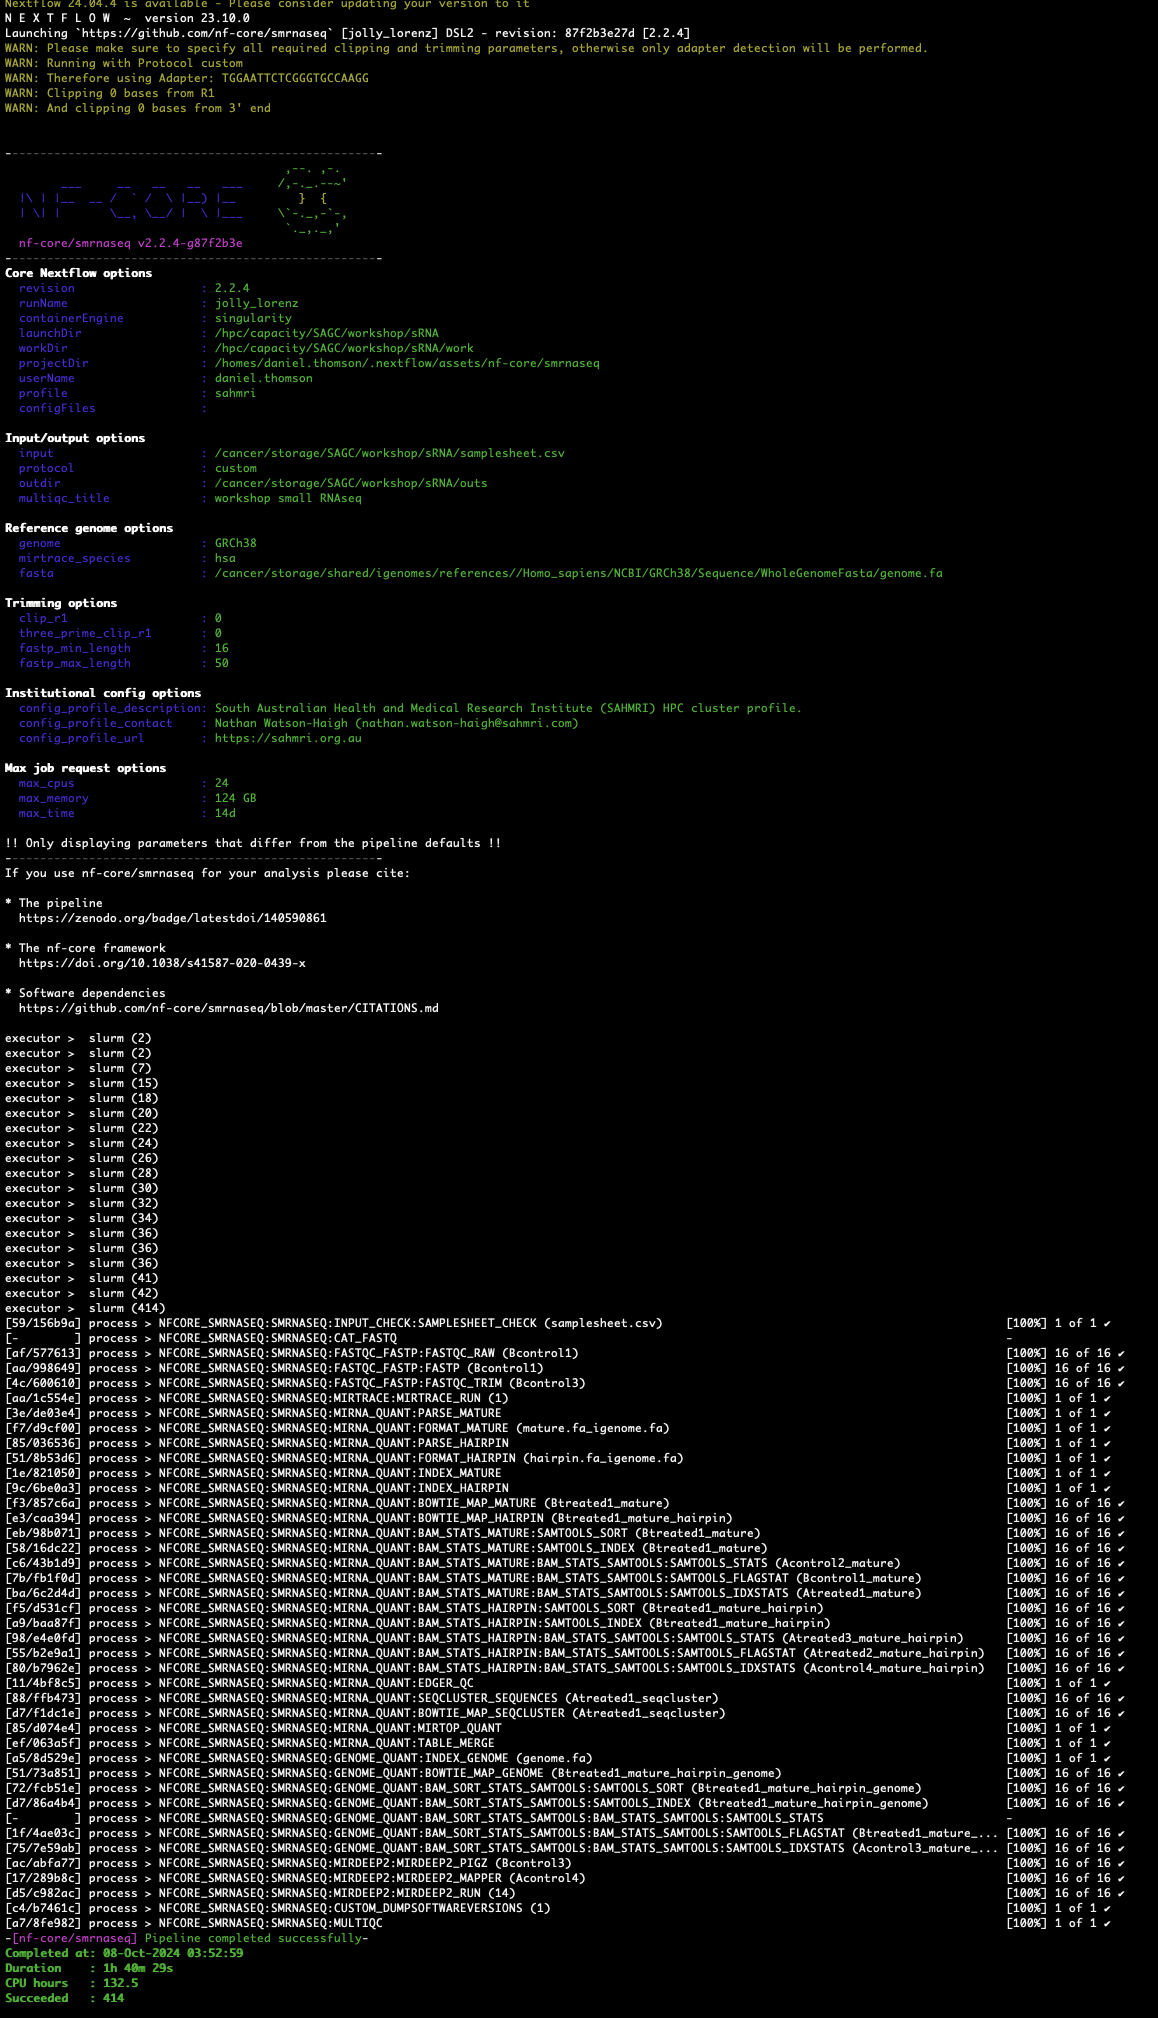 Nextflow 24.04.4 is available - Please consider updating your version to it
N E X T F L O W  ~  version 23.10.0
Launching `https://github.com/nf-core/smrnaseq` [jolly_lorenz] DSL2 - revision: 87f2b3e27d [2.2.4]
WARN: Please make sure to specify all required clipping and trimming parameters, otherwise only adapter detection will be performed.
WARN: Running with Protocol custom
WARN: Therefore using Adapter: TGGAATTCTCGGGTGCCAAGG
WARN: Clipping 0 bases from R1
WARN: And clipping 0 bases from 3' end
nf-core/smrnaseq v2.2.4-g87f2b3e
Core Nextflow options
revision : 2.2.4
runName : jolly_lorenz
containerEngine : singularity
launchDir : /hpc/capacity/SAGC/workshop/sRNA
workDir : /hpc/capacity/SAGC/workshop/sRNA/work
projectDir : /homes/daniel.thomson/.nextflow/assets/nf-core/smrnaseq
userName : daniel.thomson
profile : sahmri
configFiles :
Input/output options
input : /cancer/storage/SAGC/workshop/sRNA/samplesheet.csv
protocol : custom
outdir : /cancer/storage/SAGC/workshop/sRNA/outs
multiqc_title : workshop small RNAseq
Reference genome options
genome : GRCh38
mirtrace_species : hsa
fasta : /cancer/storage/shared/igenomes/references//Homo_sapiens/NCBI/GRCh38/Sequence/WholeGenomeFasta/genome.fa
Trimming options
clip_r1 : 0
three_prime_clip_r1 : 0
fastp_min_length : 16
fastp_max_length : 50
Institutional config options
config_profile_description: South Australian Health and Medical Research Institute (SAHMRI) HPC cluster profile.
config_profile_contact : Nathan Watson-Haigh (nathan.watson-haigh@sahmri.com)
config_profile_url : https://sahmri.org.au
Max job request options
max_cpus : 24
max_memory : 124 GB
max_time : 14d
!! Only displaying parameters that differ from the pipeline defaults !!
If you use nf-core/smrnaseq for your analysis please cite:
* The pipeline
https://zenodo.org/badge/latestdoi/140590861
* The nf-core framework
https://doi.org/10.1038/s41587-020-0439-x
* Software dependencies
https://github.com/nf-core/smrnaseq/blob/master/CITATIONS.md
executor >  slurm (2)
executor >  slurm (2)
executor >  slurm (7)
executor >  slurm (15)
executor >  slurm (18)
executor >  slurm (20)
executor >  slurm (22)
executor >  slurm (24)
executor >  slurm (26)
executor >  slurm (28)
executor >  slurm (30)
executor >  slurm (32)
executor >  slurm (34)
executor >  slurm (36)
executor >  slurm (36)
executor >  slurm (36)
executor >  slurm (41)
executor >  slurm (42)
executor >  slurm (414)
[59/156b9a] process > NFCORE_SMRNASEQ:SMRNASEQ:INPUT_CHECK:SAMPLESHEET_CHECK (samplesheet.csv) [100%] 1 of 1 ✔
[-        ] process > NFCORE_SMRNASEQ:SMRNASEQ:CAT_FASTQ -
[af/577613] process > NFCORE_SMRNASEQ:SMRNASEQ:FASTQC_FASTP:FASTQC_RAW (Bcontrol1) [100%] 16 of 16 ✔
[aa/998649] process > NFCORE_SMRNASEQ:SMRNASEQ:FASTQC_FASTP:FASTP (Bcontrol1) [100%] 16 of 16 ✔
[4c/600610] process > NFCORE_SMRNASEQ:SMRNASEQ:FASTQC_FASTP:FASTQC_TRIM (Bcontrol3) [100%] 16 of 16 ✔
[aa/1c554e] process > NFCORE_SMRNASEQ:SMRNASEQ:MIRTRACE:MIRTRACE_RUN (1) [100%] 1 of 1 ✔
[3e/de03e4] process > NFCORE_SMRNASEQ:SMRNASEQ:MIRNA_QUANT:PARSE_MATURE [100%] 1 of 1 ✔
[f7/d9cf00] process > NFCORE_SMRNASEQ:SMRNASEQ:MIRNA_QUANT:FORMAT_MATURE (mature.fa_igenome.fa) [100%] 1 of 1 ✔
[85/036536] process > NFCORE_SMRNASEQ:SMRNASEQ:MIRNA_QUANT:PARSE_HAIRPIN [100%] 1 of 1 ✔
[51/8b53d6] process > NFCORE_SMRNASEQ:SMRNASEQ:MIRNA_QUANT:FORMAT_HAIRPIN (hairpin.fa_igenome.fa) [100%] 1 of 1 ✔
[1e/821050] process > NFCORE_SMRNASEQ:SMRNASEQ:MIRNA_QUANT:INDEX_MATURE [100%] 1 of 1 ✔
[9c/6be0a3] process > NFCORE_SMRNASEQ:SMRNASEQ:MIRNA_QUANT:INDEX_HAIRPIN [100%] 1 of 1 ✔
[f3/857c6a] process > NFCORE_SMRNASEQ:SMRNASEQ:MIRNA_QUANT:BOWTIE_MAP_MATURE (Btreated1_mature) [100%] 16 of 16 ✔
[e3/caa394] process > NFCORE_SMRNASEQ:SMRNASEQ:MIRNA_QUANT:BOWTIE_MAP_HAIRPIN (Btreated1_mature_hairpin) [100%] 16 of 16 ✔
[eb/98b071] process > NFCORE_SMRNASEQ:SMRNASEQ:MIRNA_QUANT:BAM_STATS_MATURE:SAMTOOLS_SORT (Btreated1_mature) [100%] 16 of 16 ✔
[58/16dc22] process > NFCORE_SMRNASEQ:SMRNASEQ:MIRNA_QUANT:BAM_STATS_MATURE:SAMTOOLS_INDEX (Btreated1_mature) [100%] 16 of 16 ✔
[c6/43b1d9] process > NFCORE_SMRNASEQ:SMRNASEQ:MIRNA_QUANT:BAM_STATS_MATURE:BAM_STATS_SAMTOOLS:SAMTOOLS_STATS (Acontrol2_mature) [100%] 16 of 16 ✔
[7b/fb1f0d] process > NFCORE_SMRNASEQ:SMRNASEQ:MIRNA_QUANT:BAM_STATS_MATURE:BAM_STATS_SAMTOOLS:SAMTOOLS_FLAGSTAT (Bcontrol1_mature) [100%] 16 of 16 ✔
[ba/6c2d4d] process > NFCORE_SMRNASEQ:SMRNASEQ:MIRNA_QUANT:BAM_STATS_MATURE:BAM_STATS_SAMTOOLS:SAMTOOLS_IDXSTATS (Atreated1_mature) [100%] 16 of 16 ✔
[f5/d531cf] process > NFCORE_SMRNASEQ:SMRNASEQ:MIRNA_QUANT:BAM_STATS_HAIRPIN:SAMTOOLS_SORT (Btreated1_mature_hairpin) [100%] 16 of 16 ✔
[a9/baa87f] process > NFCORE_SMRNASEQ:SMRNASEQ:MIRNA_QUANT:BAM_STATS_HAIRPIN:SAMTOOLS_INDEX (Btreated1_mature_hairpin) [100%] 16 of 16 ✔
[98/e4e0fd] process > NFCORE_SMRNASEQ:SMRNASEQ:MIRNA_QUANT:BAM_STATS_HAIRPIN:BAM_STATS_SAMTOOLS:SAMTOOLS_STATS (Atreated3_mature_hairpin) [100%] 16 of 16 ✔
[55/b2e9a1] process > NFCORE_SMRNASEQ:SMRNASEQ:MIRNA_QUANT:BAM_STATS_HAIRPIN:BAM_STATS_SAMTOOLS:SAMTOOLS_FLAGSTAT (Atreated2_mature_hairpin) [100%] 16 of 16 ✔
[80/b7962e] process > NFCORE_SMRNASEQ:SMRNASEQ:MIRNA_QUANT:BAM_STATS_HAIRPIN:BAM_STATS_SAMTOOLS:SAMTOOLS_IDXSTATS (Acontrol4_mature_hairpin) [100%] 16 of 16 ✔
[11/4bf8c5] process > NFCORE_SMRNASEQ:SMRNASEQ:MIRNA_QUANT:EDGER_QC [100%] 1 of 1 ✔
[88/ffb473] process > NFCORE_SMRNASEQ:SMRNASEQ:MIRNA_QUANT:SEQCLUSTER_SEQUENCES (Atreated1_seqcluster) [100%] 16 of 16 ✔
[d7/f1dc1e] process > NFCORE_SMRNASEQ:SMRNASEQ:MIRNA_QUANT:BOWTIE_MAP_SEQCLUSTER (Atreated1_seqcluster) [100%] 16 of 16 ✔
[85/d074e4] process > NFCORE_SMRNASEQ:SMRNASEQ:MIRNA_QUANT:MIRTOP_QUANT [100%] 1 of 1 ✔
[ef/063a5f] process > NFCORE_SMRNASEQ:SMRNASEQ:MIRNA_QUANT:TABLE_MERGE [100%] 1 of 1 ✔
[a5/8d529e] process > NFCORE_SMRNASEQ:SMRNASEQ:GENOME_QUANT:INDEX_GENOME (genome.fa) [100%] 1 of 1 ✔
[51/73a851] process > NFCORE_SMRNASEQ:SMRNASEQ:GENOME_QUANT:BOWTIE_MAP_GENOME (Btreated1_mature_hairpin_genome) [100%] 16 of 16 ✔
[72/fcb51e] process > NFCORE_SMRNASEQ:SMRNASEQ:GENOME_QUANT:BAM_SORT_STATS_SAMTOOLS:SAMTOOLS_SORT (Btreated1_mature_hairpin_genome) [100%] 16 of 16 ✔
[d7/86a4b4] process > NFCORE_SMRNASEQ:SMRNASEQ:GENOME_QUANT:BAM_SORT_STATS_SAMTOOLS:SAMTOOLS_INDEX (Btreated1_mature_hairpin_genome) [100%] 16 of 16 ✔
[-        ] process > NFCORE_SMRNASEQ:SMRNASEQ:GENOME_QUANT:BAM_SORT_STATS_SAMTOOLS:BAM_STATS_SAMTOOLS:SAMTOOLS_STATS -
[1f/4ae03c] process > NFCORE_SMRNASEQ:SMRNASEQ:GENOME_QUANT:BAM_SORT_STATS_SAMTOOLS:BAM_STATS_SAMTOOLS:SAMTOOLS_FLAGSTAT (Btreated1_mature_... [100%] 16 of 16 ✔
[75/7e59ab] process > NFCORE_SMRNASEQ:SMRNASEQ:GENOME_QUANT:BAM_SORT_STATS_SAMTOOLS:BAM_STATS_SAMTOOLS:SAMTOOLS_IDXSTATS (Acontrol3_mature_... [100%] 16 of 16 ✔
[ac/abfa77] process > NFCORE_SMRNASEQ:SMRNASEQ:MIRDEEP2:MIRDEEP2_PIGZ (Bcontrol3) [100%] 16 of 16 ✔
[17/289b8c] process > NFCORE_SMRNASEQ:SMRNASEQ:MIRDEEP2:MIRDEEP2_MAPPER (Acontrol4) [100%] 16 of 16 ✔
[d5/c982ac] process > NFCORE_SMRNASEQ:SMRNASEQ:MIRDEEP2:MIRDEEP2_RUN (14) [100%] 16 of 16 ✔
[c4/b7461c] process > NFCORE_SMRNASEQ:SMRNASEQ:CUSTOM_DUMPSOFTWAREVERSIONS (1) [100%] 1 of 1 ✔
[a7/8fe982] process > NFCORE_SMRNASEQ:SMRNASEQ:MULTIQC [100%] 1 of 1 ✔
-[nf-core/smrnaseq] Pipeline completed successfully-
Completed at: 08-Oct-2024 03:52:59
Duration    : 1h 40m 29s
CPU hours   : 132.5
Succeeded   : 414